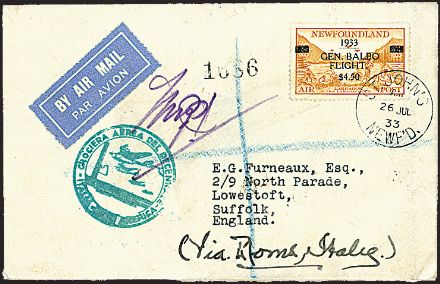 BY AIR MAIL
PAR AVION
1036
NEWFOUNDLAND
1933
GEN. BALBO
FLIGHT.
$4.50
AIR POST
ST. JOHN'S
26 JUL
33
NEWF'D.
CROCIERA AEREA DEL DECENNALE
E.G.Furneaux, Esq.,
2/9 North Parade,
Lowestoft,
Suffolk,
England.
(Via Rome, Italy.)